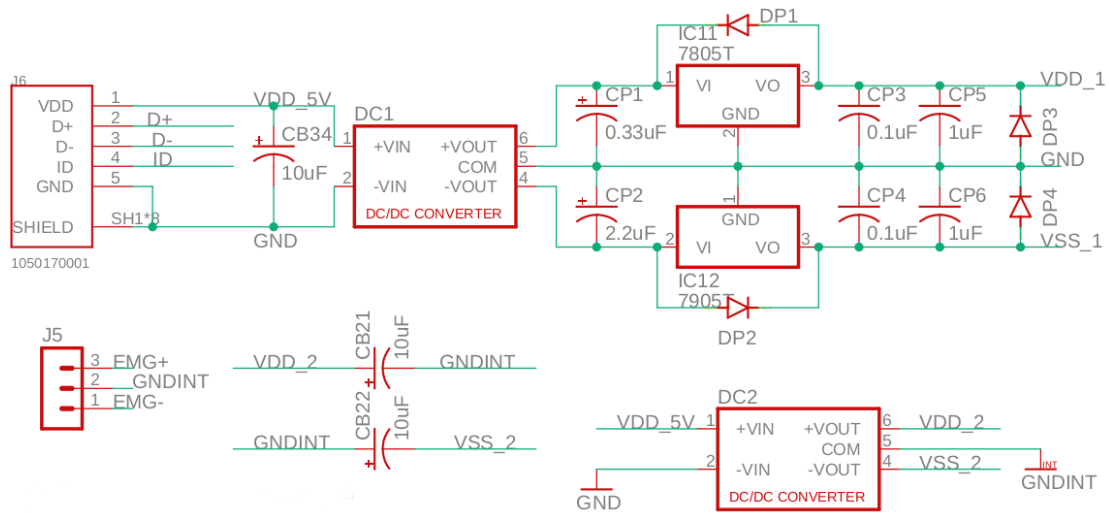 J6
VDD 1
D+ 2 D+
D- 3 D-
ID 4 ID
GND 5
SHIELD SH1*8
1050170001
VDD_5V
+
CB34
10uF
GND
DC1
1 +VIN +VOUT 6
COM 5
2 -VIN -VOUT 4
DC/DC CONVERTER
DP1
IC11
7805T
1 VI VO 3
GND
2
+
CP1
0.33uF
CP3
0.1uF
CP5
1uF
VDD_1
DP3
GND
+
CP2
2.2uF
1
GND
2 VI VO 3
IC12
7905T
DP2
CP4
0.1uF
CP6
1uF
DP4
VSS_1
J5
3 EMG+
2 GNDINT
1 EMG-
VDD_2 CB21 10uF GNDINT
+
GNDINT CB22 10uF VSS_2
+
DC2
VDD_5V 1 +VIN +VOUT 6 VDD_2
COM 5
2 -VIN -VOUT 4 VSS_2
DC/DC CONVERTER
GND
INT
GNDINT